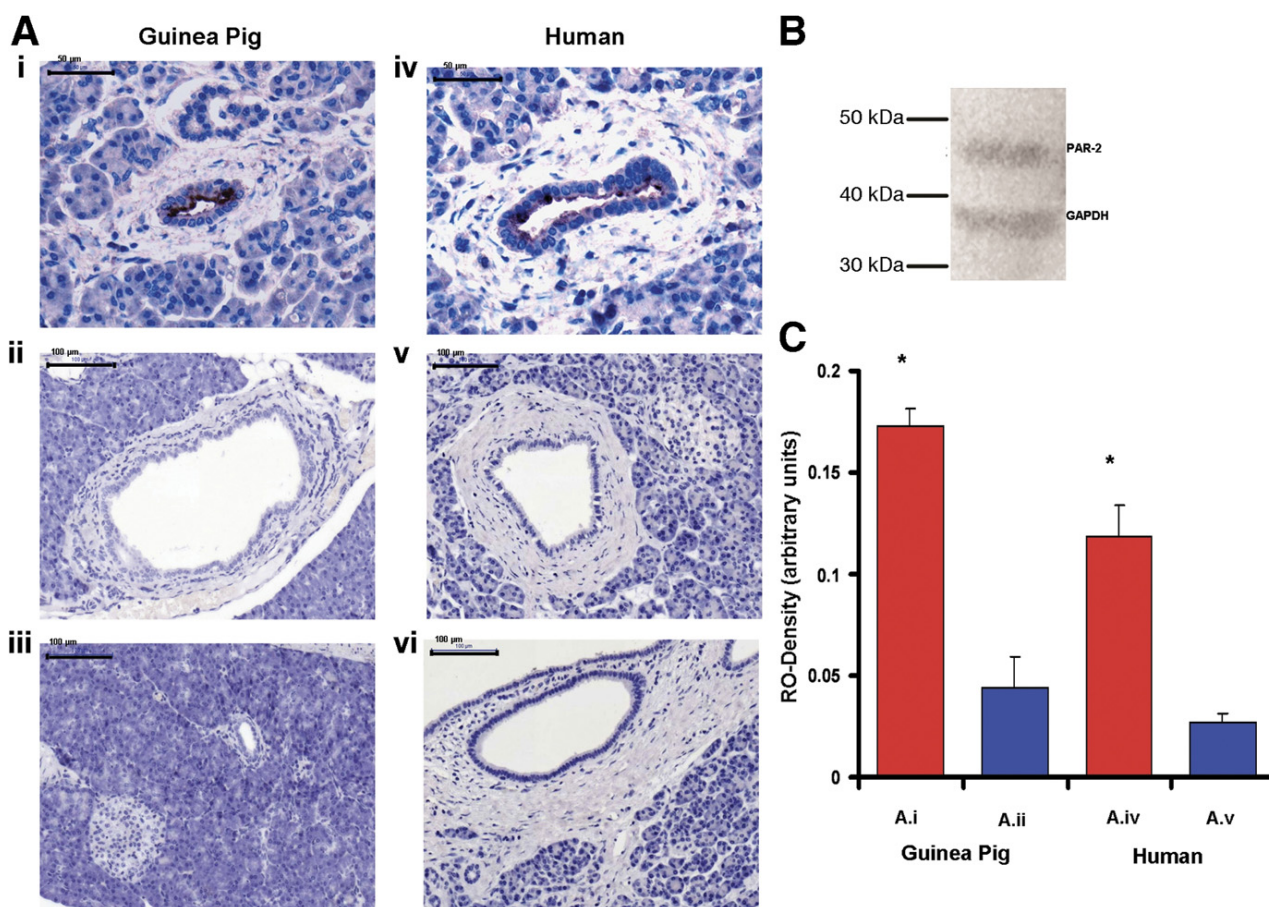 A
Guinea Pig
Human
i
50 µm
iv
50 µm
ii
100 µm
v
100 µm
iii
100 µm
vi
100 µm
100 µm
B
50 kDa
40 kDa
30 kDa
PAR-2
GAPDH
C
RO-Density (arbitrary units)
0.2
0.15
0.1
0.05
0
*
*
A.i
A.ii
A.iv
A.v
Guinea Pig
Human